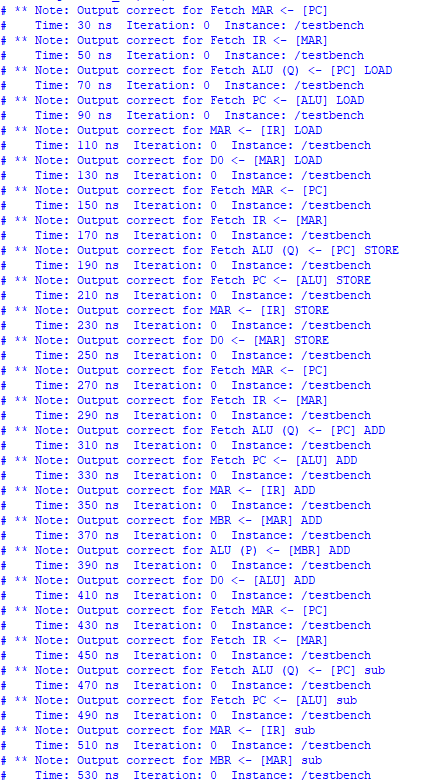 # ** Note: Output correct for Fetch MAR <- [PC]
#    Time: 30 ns  Iteration: 0  Instance: /testbench
# ** Note: Output correct for Fetch IR <- [MAR]
#    Time: 50 ns  Iteration: 0  Instance: /testbench
# ** Note: Output correct for Fetch ALU (Q) <- [PC] LOAD
#    Time: 70 ns  Iteration: 0  Instance: /testbench
# ** Note: Output correct for Fetch PC <- [ALU] LOAD
#    Time: 90 ns  Iteration: 0  Instance: /testbench
# ** Note: Output correct for MAR <- [IR] LOAD
#    Time: 110 ns  Iteration: 0  Instance: /testbench
# ** Note: Output correct for D0 <- [MAR] LOAD
#    Time: 130 ns  Iteration: 0  Instance: /testbench
# ** Note: Output correct for Fetch MAR <- [PC]
#    Time: 150 ns  Iteration: 0  Instance: /testbench
# ** Note: Output correct for Fetch IR <- [MAR]
#    Time: 170 ns  Iteration: 0  Instance: /testbench
# ** Note: Output correct for Fetch ALU (Q) <- [PC] STORE
#    Time: 190 ns  Iteration: 0  Instance: /testbench
# ** Note: Output correct for Fetch PC <- [ALU] STORE
#    Time: 210 ns  Iteration: 0  Instance: /testbench
# ** Note: Output correct for MAR <- [IR] STORE
#    Time: 230 ns  Iteration: 0  Instance: /testbench
# ** Note: Output correct for D0 <- [MAR] STORE
#    Time: 250 ns  Iteration: 0  Instance: /testbench
# ** Note: Output correct for Fetch MAR <- [PC]
#    Time: 270 ns  Iteration: 0  Instance: /testbench
# ** Note: Output correct for Fetch IR <- [MAR]
#    Time: 290 ns  Iteration: 0  Instance: /testbench
# ** Note: Output correct for Fetch ALU (Q) <- [PC] ADD
#    Time: 310 ns  Iteration: 0  Instance: /testbench
# ** Note: Output correct for Fetch PC <- [ALU] ADD
#    Time: 330 ns  Iteration: 0  Instance: /testbench
# ** Note: Output correct for MAR <- [IR] ADD
#    Time: 350 ns  Iteration: 0  Instance: /testbench
# ** Note: Output correct for MBR <- [MAR] ADD
#    Time: 370 ns  Iteration: 0  Instance: /testbench
# ** Note: Output correct for ALU (P) <- [MBR] ADD
#    Time: 390 ns  Iteration: 0  Instance: /testbench
# ** Note: Output correct for D0 <- [ALU] ADD
#    Time: 410 ns  Iteration: 0  Instance: /testbench
# ** Note: Output correct for Fetch MAR <- [PC]
#    Time: 430 ns  Iteration: 0  Instance: /testbench
# ** Note: Output correct for Fetch IR <- [MAR]
#    Time: 450 ns  Iteration: 0  Instance: /testbench
# ** Note: Output correct for Fetch ALU (Q) <- [PC] sub
#    Time: 470 ns  Iteration: 0  Instance: /testbench
# ** Note: Output correct for Fetch PC <- [ALU] sub
#    Time: 490 ns  Iteration: 0  Instance: /testbench
# ** Note: Output correct for MAR <- [IR] sub
#    Time: 510 ns  Iteration: 0  Instance: /testbench
# ** Note: Output correct for MBR <- [MAR] sub
#    Time: 530 ns  Iteration: 0  Instance: /testbench